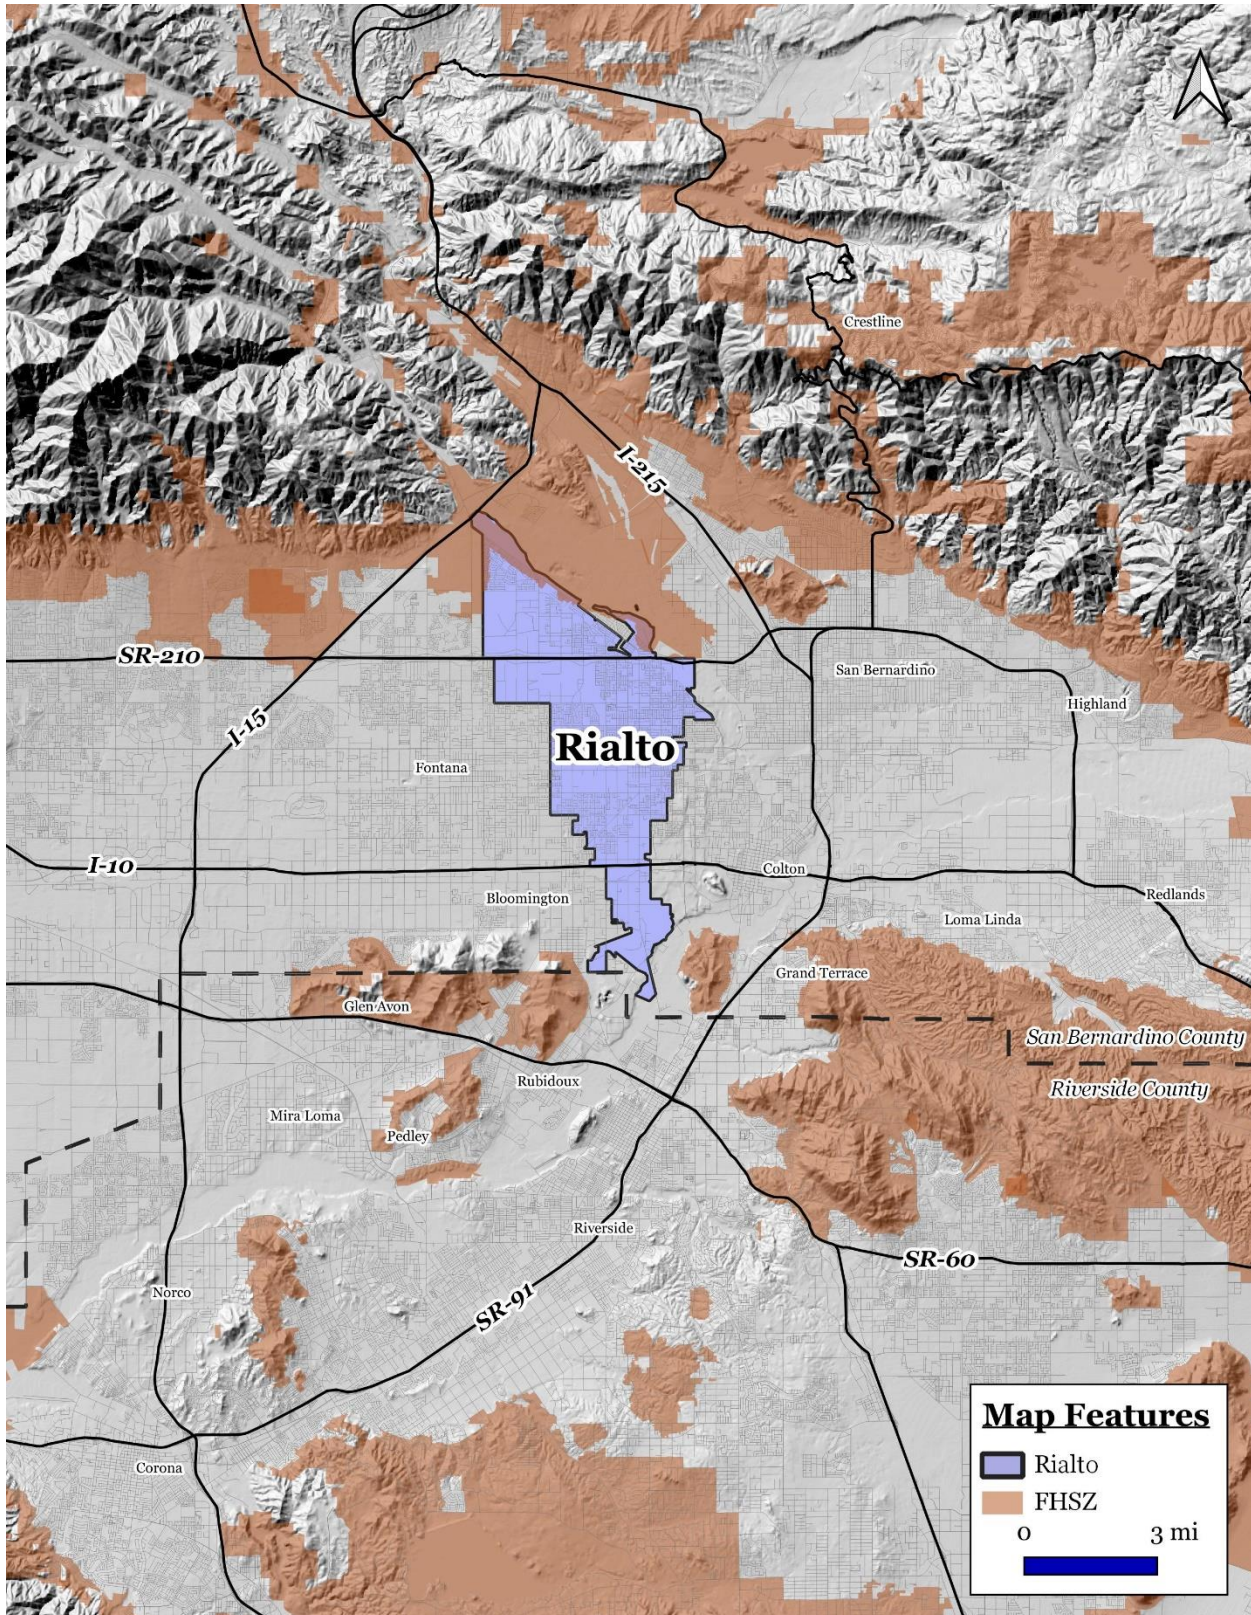 Crestline
I-215
SR-210
San Bernardino
Highland
I-15
Rialto
Fontana
I-10
Colton
Bloomington
Redlands
Loma Linda
Grand Terrace
Glen Avon
San Bernardino County
Rubidoux
Riverside County
Mira Loma
Pedley
Riverside
SR-60
Norco
SR-91
Corona
Map Features
Rialto
FHSZ
0 3 mi